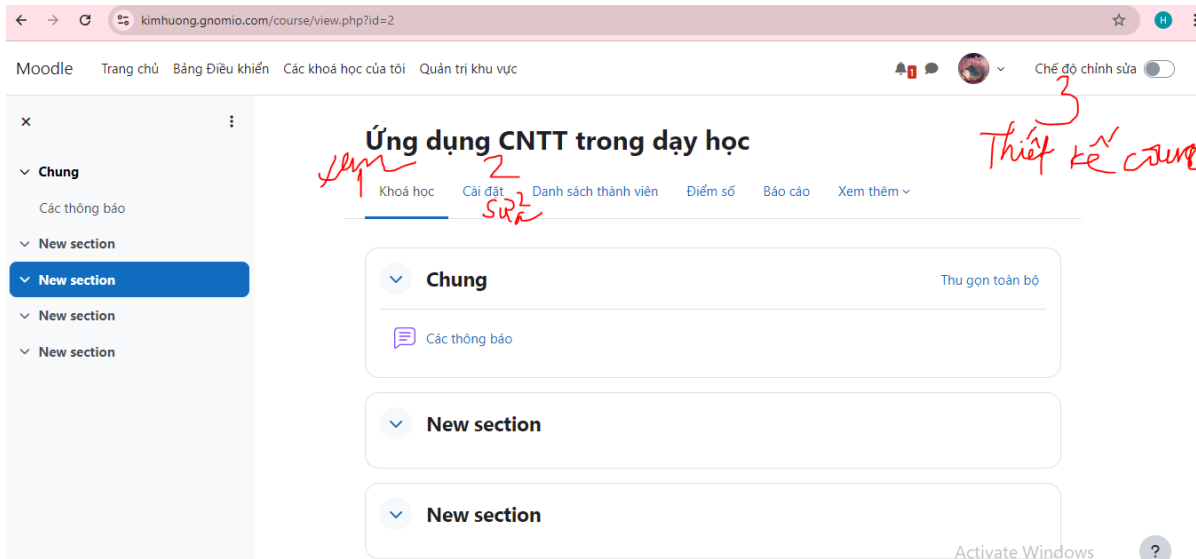 kimhuong.gnomio.com/course/view.php?id=2
H
Moodle Trang chủ Bảng Điều khiển Các khoá học của tôi Quản trị khu vực 1 Chế độ chỉnh sửa
3
Thiết kế course
Chung
Các thông báo
New section
New section
New section
New section
Ứng dụng CNTT trong dạy học
xem 2
1
Khoá học Cài đặt Danh sách thành viên Điểm số Báo cáo Xem thêm
sửa
Chung Thu gọn toàn bộ
Các thông báo
New section
New section
Activate Windows
?